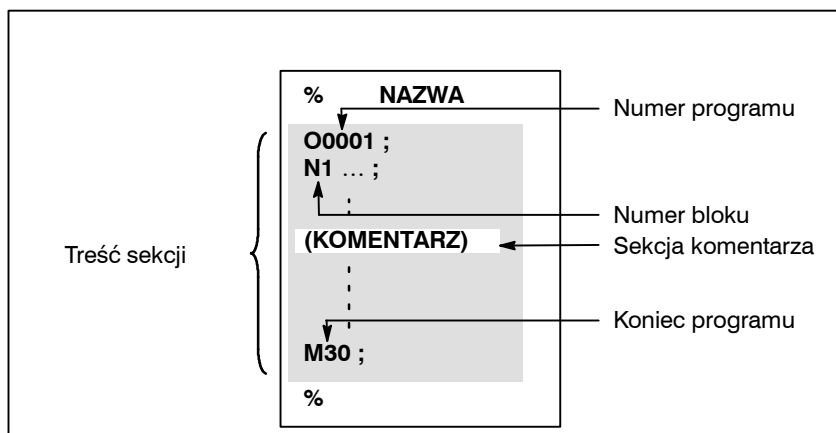 % NAZWA
Numer programu
O0001 ;
N1 ... ;
Numer bloku
(KOMENTARZ)
Sekcja komentarza
Treść sekcji
Koniec programu
M30 ;
%